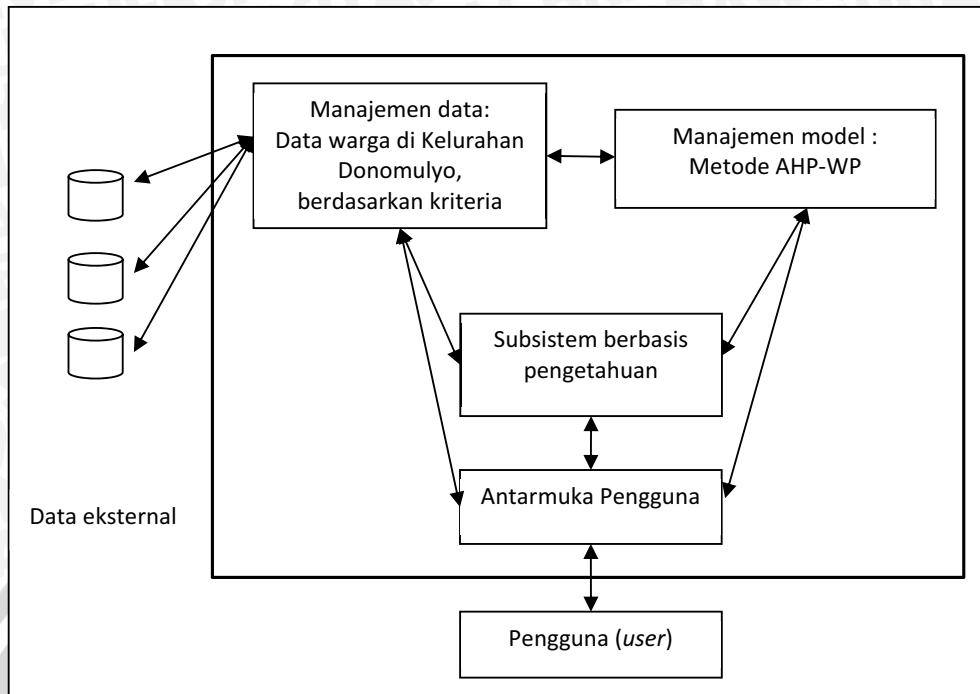 Manajemen data:
Data warga di Kelurahan
Donomulyo,
berdasarkan kriteria
Manajemen model :
Metode AHP-WP
Subsistem berbasis
pengetahuan
Antarmuka Pengguna
Data eksternal
Pengguna (user)